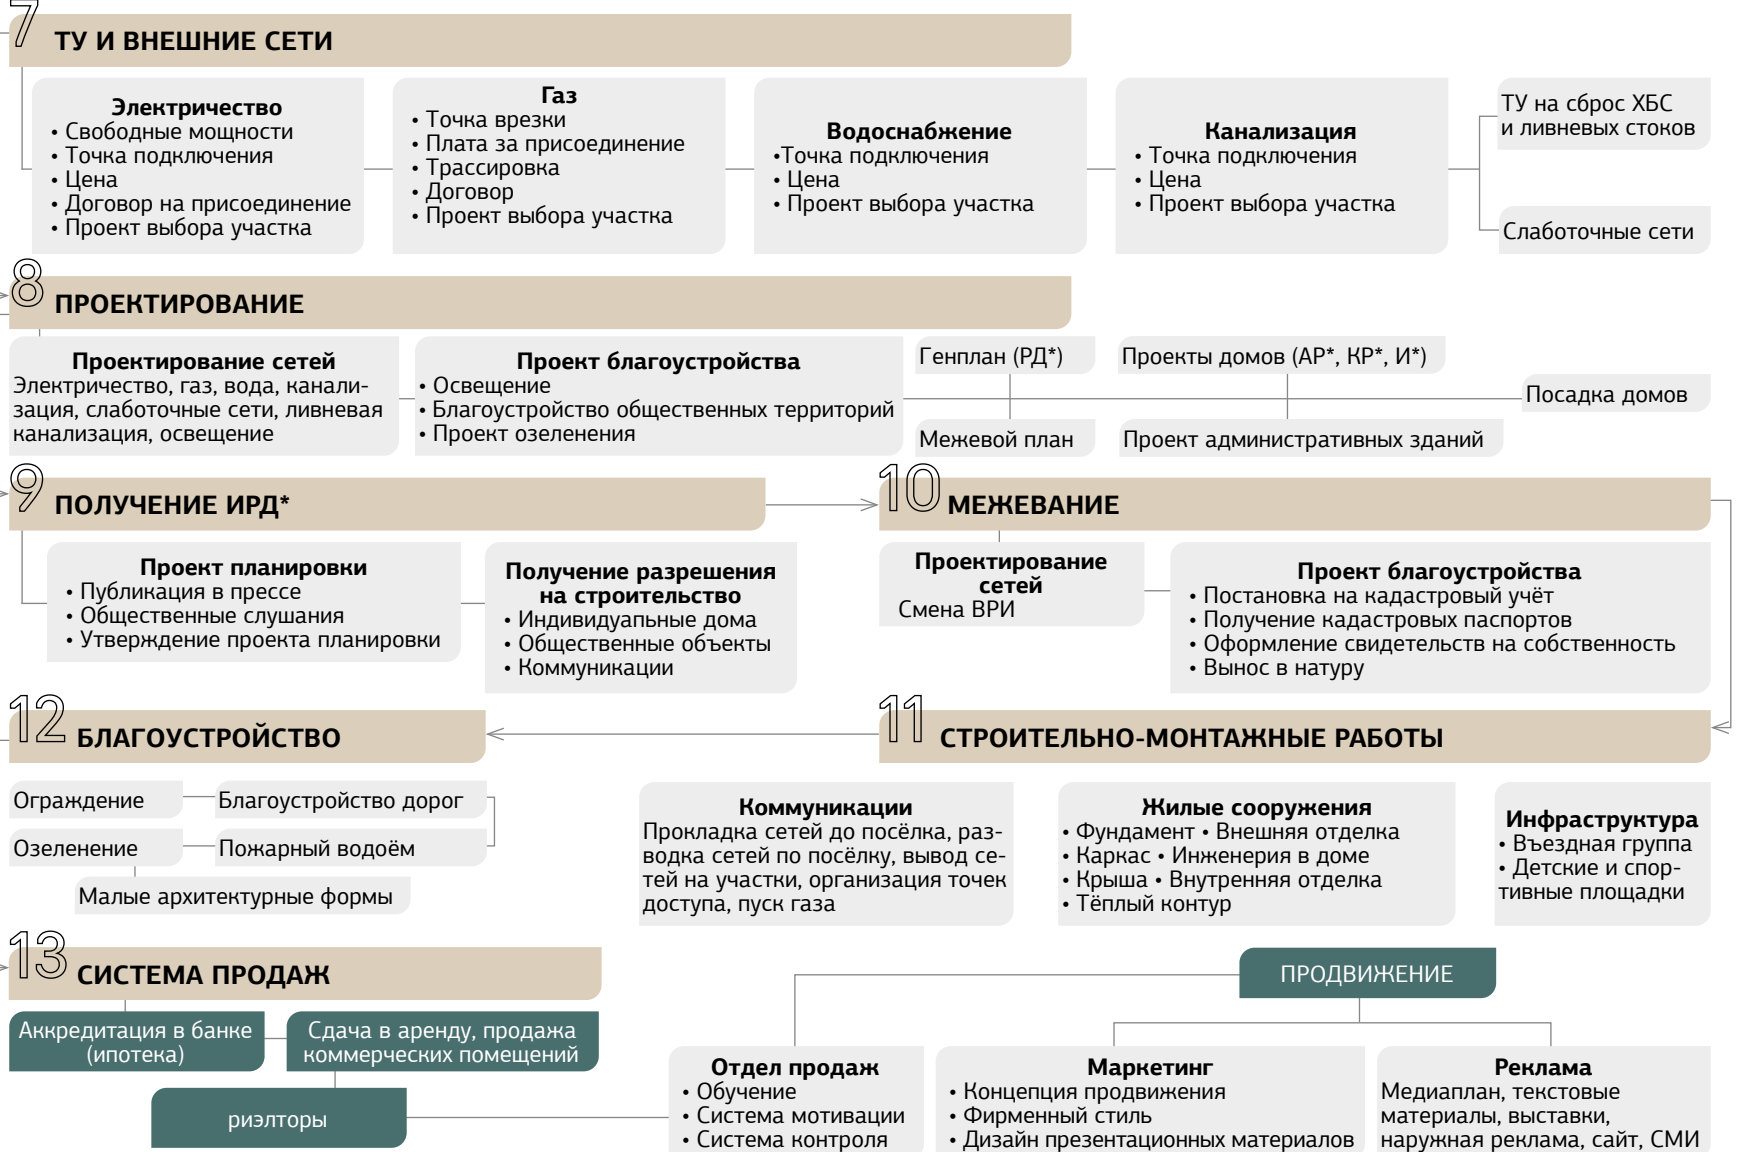 7
ТУ И ВНЕШНИЕ СЕТИ
Электричество
• Свободные мощности
• Точка подключения
• Цена
• Договор на присоединение
• Проект выбора участка
Газ
• Точка врезки
• Плата за присоединение
• Трассировка
• Договор
• Проект выбора участка
Водоснабжение
•Точка подключения
• Цена
• Проект выбора участка
Канализация
• Точка подключения
• Цена
• Проект выбора участка
ТУ на сброс ХБС
и ливневых стоков
Слаботочные сети
8
ПРОЕКТИРОВАНИЕ
Проектирование сетей
Электричество, газ, вода, канали-
зация, слаботочные сети, ливневая
канализация, освещение
Проект благоустройства
• Освещение
• Благоустройство общественных территорий
• Проект озеленения
Генплан (РД*)
Межевой план
Проекты домов (АР*, КР*, И*)
Проект административных зданий
Посадка домов
9
ПОЛУЧЕНИЕ ИРД*
Проект планировки
• Публикация в прессе
• Общественные слушания
• Утверждение проекта планировки
Получение разрешения
на строительство
• Индивидуапьные дома
• Общественные объекты
• Коммуникации
10
МЕЖЕВАНИЕ
Проектирование
сетей
Смена ВРИ
Проект благоустройства
• Постановка на кадастровый учёт
• Получение кадастровых паспортов
• Оформление свидетельств на собственность
• Вынос в натуру
12
БЛАГОУСТРОЙСТВО
Ограждение
Благоустройство дорог
Озеленение
Пожарный водоём
Малые архитектурные формы
11
СТРОИТЕЛЬНО-МОНТАЖНЫЕ РАБОТЫ
Коммуникации
Прокладка сетей до посёлка, раз-
водка сетей по посёлку, вывод се-
тей на участки, организация точек
доступа, пуск газа
Жилые сооружения
• Фундамент • Внешняя отделка
• Каркас • Инженерия в доме
• Крыша • Внутренняя отделка
• Тёплый контур
Инфраструктура
• Въездная группа
• Детские и спор-
тивные площадки
13
СИСТЕМА ПРОДАЖ
Аккредитация в банке
(ипотека)
Сдача в аренду, продажа
коммерческих помещений
риэлторы
ПРОДВИЖЕНИЕ
Отдел продаж
• Обучение
• Система мотивации
• Система контроля
Маркетинг
• Концепция продвижения
• Фирменный стиль
• Дизайн презентационных материалов
Реклама
Медиаплан, текстовые
материалы, выставки,
наружная реклама, сайт, СМИ